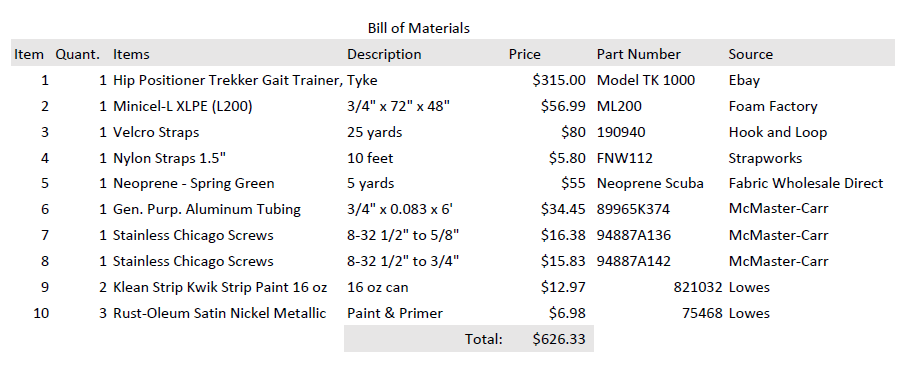 Bill of Materials
Item Quant. Items Description Price Part Number Source
1 1 Hip Positioner Trekker Gait Trainer, Tyke $315.00 Model TK 1000 Ebay
2 1 Minicel-L XLPE (L200) 3/4" x 72" x 48" $56.99 ML200 Foam Factory
3 1 Velcro Straps 25 yards $80 190940 Hook and Loop
4 1 Nylon Straps 1.5" 10 feet $5.80 FNW112 Strapworks
5 1 Neoprene - Spring Green 5 yards $55 Neoprene Scuba Fabric Wholesale Direct
6 1 Gen. Purp. Aluminum Tubing 3/4" x 0.083 x 6' $34.45 89965K374 McMaster-Carr
7 1 Stainless Chicago Screws 8-32 1/2" to 5/8" $16.38 94887A136 McMaster-Carr
8 1 Stainless Chicago Screws 8-32 1/2" to 3/4" $15.83 94887A142 McMaster-Carr
9 2 Klean Strip Kwik Strip Paint 16 oz 16 oz can $12.97 821032 Lowes
10 3 Rust-Oleum Satin Nickel Metallic Paint & Primer $6.98 75468 Lowes
Total: $626.33